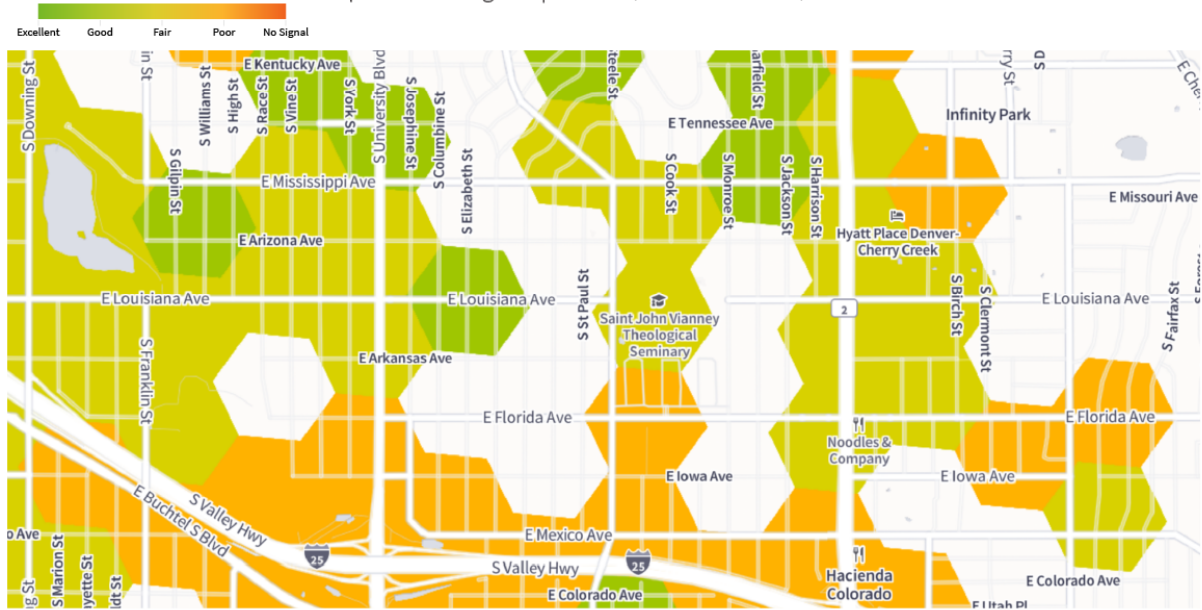 Excellent Good Fair Poor No Signal
E Kentucky Ave
S Downing St
S Williams St
S High St
S Race St
S Vine St
S York St
S University Blvd
S Josephine St
S Columbine St
S Gilpin St
S Elizabeth St
E Mississippi Ave
E Arizona Ave
E Tennessee Ave
S Cook St
S Monroe St
S Jackson St
S Harrison St
Infinity Park
E Missouri Ave
Hyatt Place Denver-
Cherry Creek
E Louisiana Ave
E Louisiana Ave
S St Paul St
Saint John Vianney
Theological
Seminary
2
S Birch St
S Clermont St
E Louisiana Ave
S Fairfax St
S Franklin St
E Arkansas Ave
E Florida Ave
E Florida Ave
Noodles &
Company
E Iowa Ave
E Iowa Ave
S Valley Hwy
E Buchtel S Blvd
E Mexico Ave
25
S Valley Hwy
25
o Ave
S Marion St
E Colorado Ave
Hacienda
Colorado
E Colorado Ave
E Utah Pl